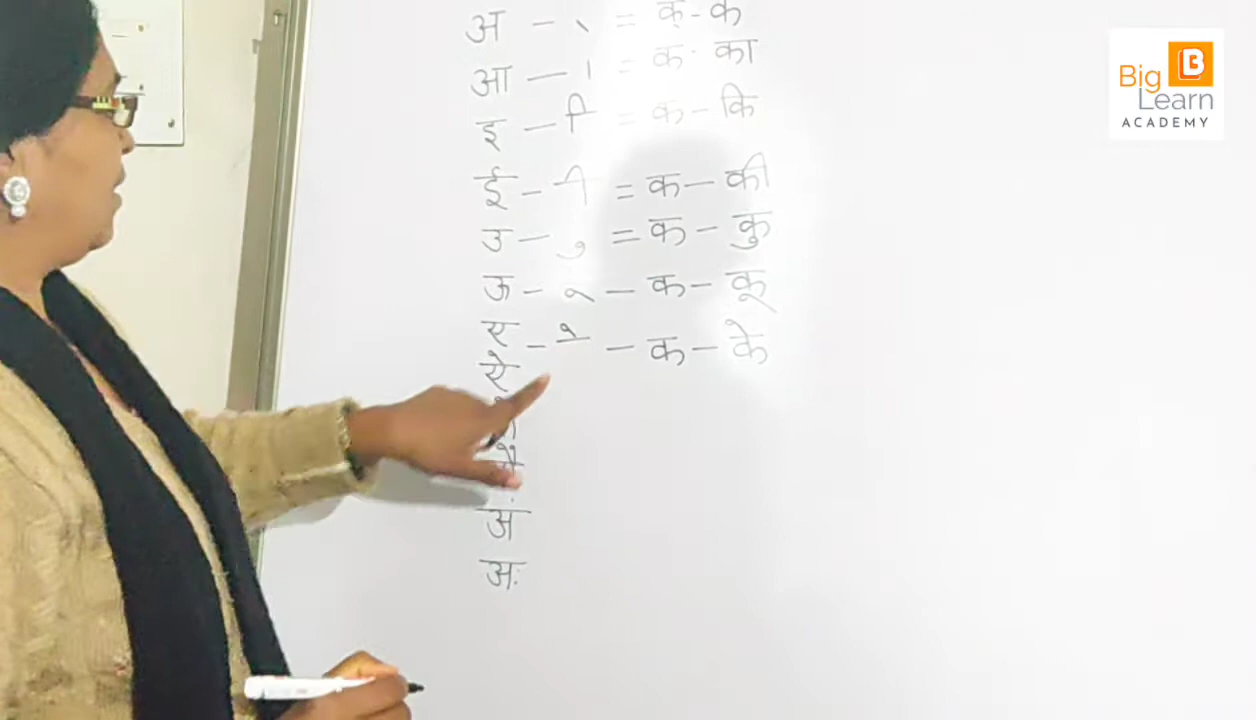 अ - ् = क् - क
आ - ा = क - का
इ - ि = क - कि
ई - ी = क - की
उ - ु = क - कु
ऊ - ू - क - कू
ए - े - क - के
ऐ
अं
अः
Big
Learn
ACADEMY